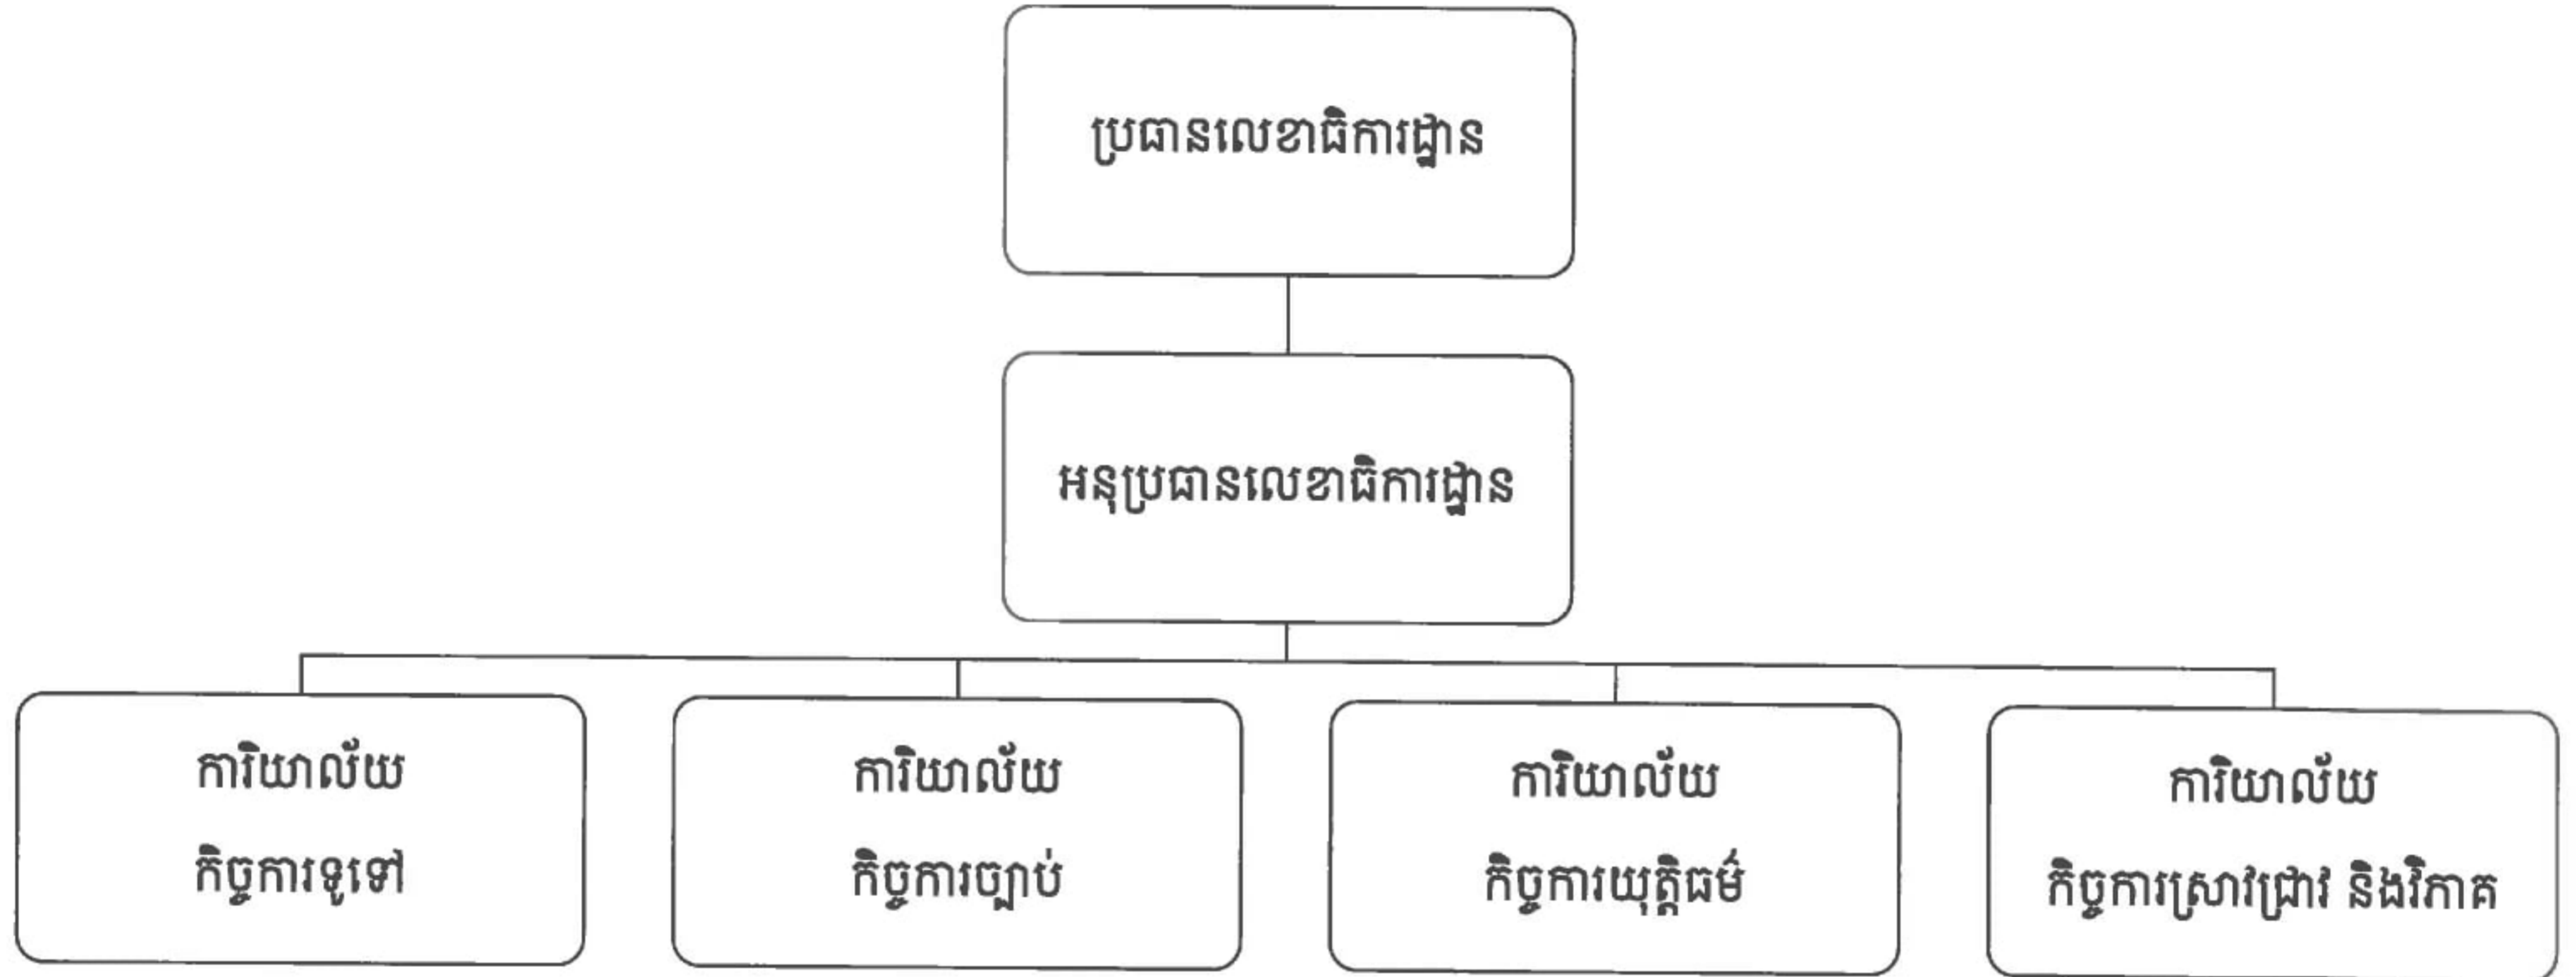 ប្រធានលេខាធិការដ្ឋាន
អនុប្រធានលេខាធិការដ្ឋាន
ការិយាល័យ
កិច្ចការទូទៅ
ការិយាល័យ
កិច្ចការច្បាប់
ការិយាល័យ
កិច្ចការយុត្តិធម៌
ការិយាល័យ
កិច្ចការស្រាវជ្រាវ និងវិភាគ